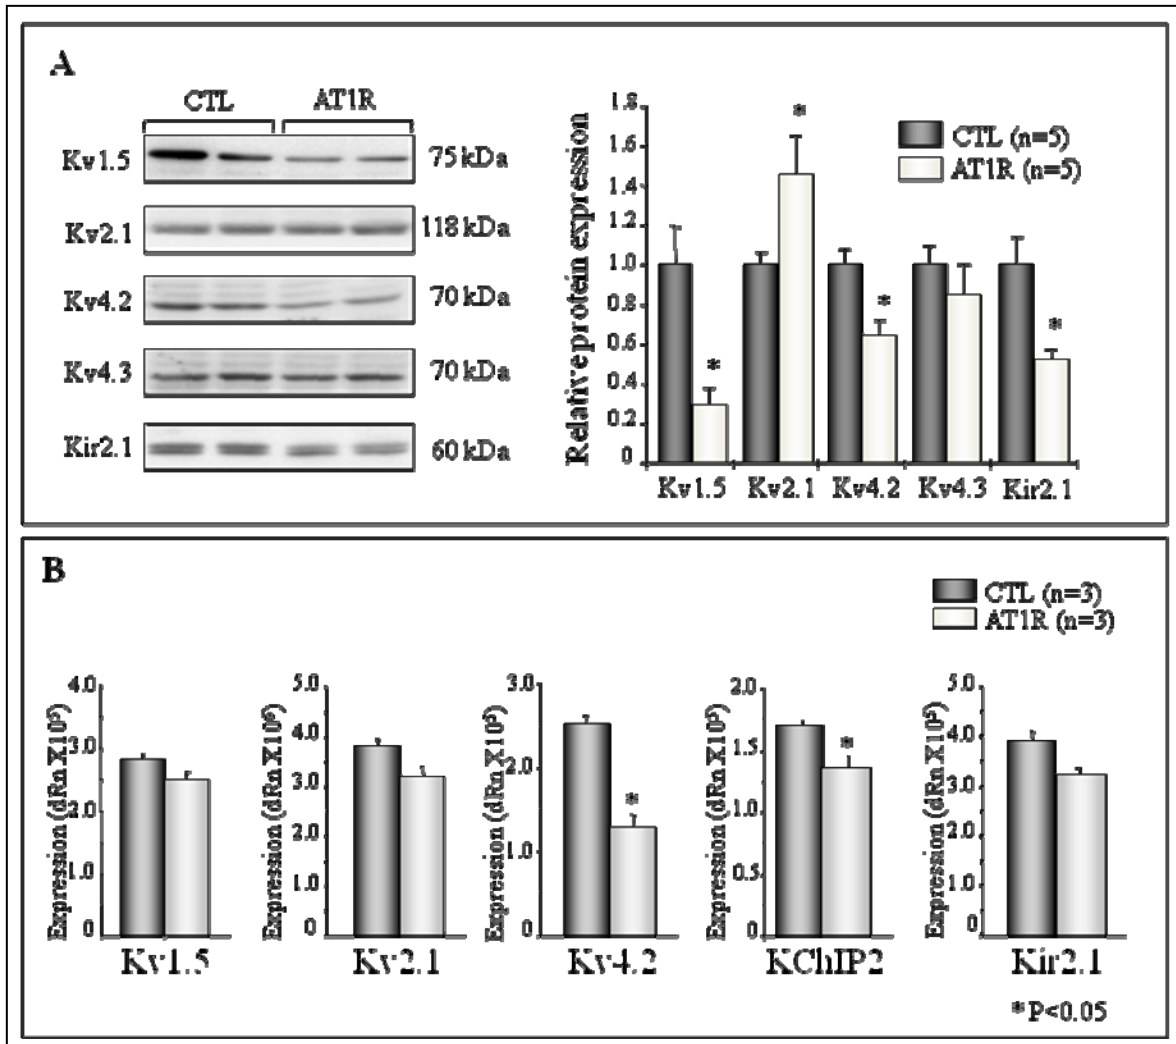 A
CTL AT1R
Kv1.5 75 kDa
Kv2.1 118 kDa
Kv4.2 70 kDa
Kv4.3 70 kDa
Kir2.1 60 kDa
Relative protein expression
1.8
1.6
1.4
1.2
1.0
0.8
0.6
0.4
0.2
0
CTL (n=5)
AT1R (n=5)
* * * *
Kv1.5 Kv2.1 Kv4.2 Kv4.3 Kir2.1
B
CTL (n=3)
AT1R (n=3)
Expression (dRn X10⁵)
4.0
3.0
2.0
1.0
0
Kv1.5
5.0
4.0
3.0
2.0
1.0
0
Kv2.1
Expression (dRn X10⁵)
3.0
2.0
1.0
0
*
Kv4.2
Expression (dRn X10⁵)
2.0
1.5
1.0
0.5
0
*
KChIP2
Expression (dRn X10⁵)
5.0
4.0
3.0
2.0
1.0
0
Kir2.1
* P<0.05